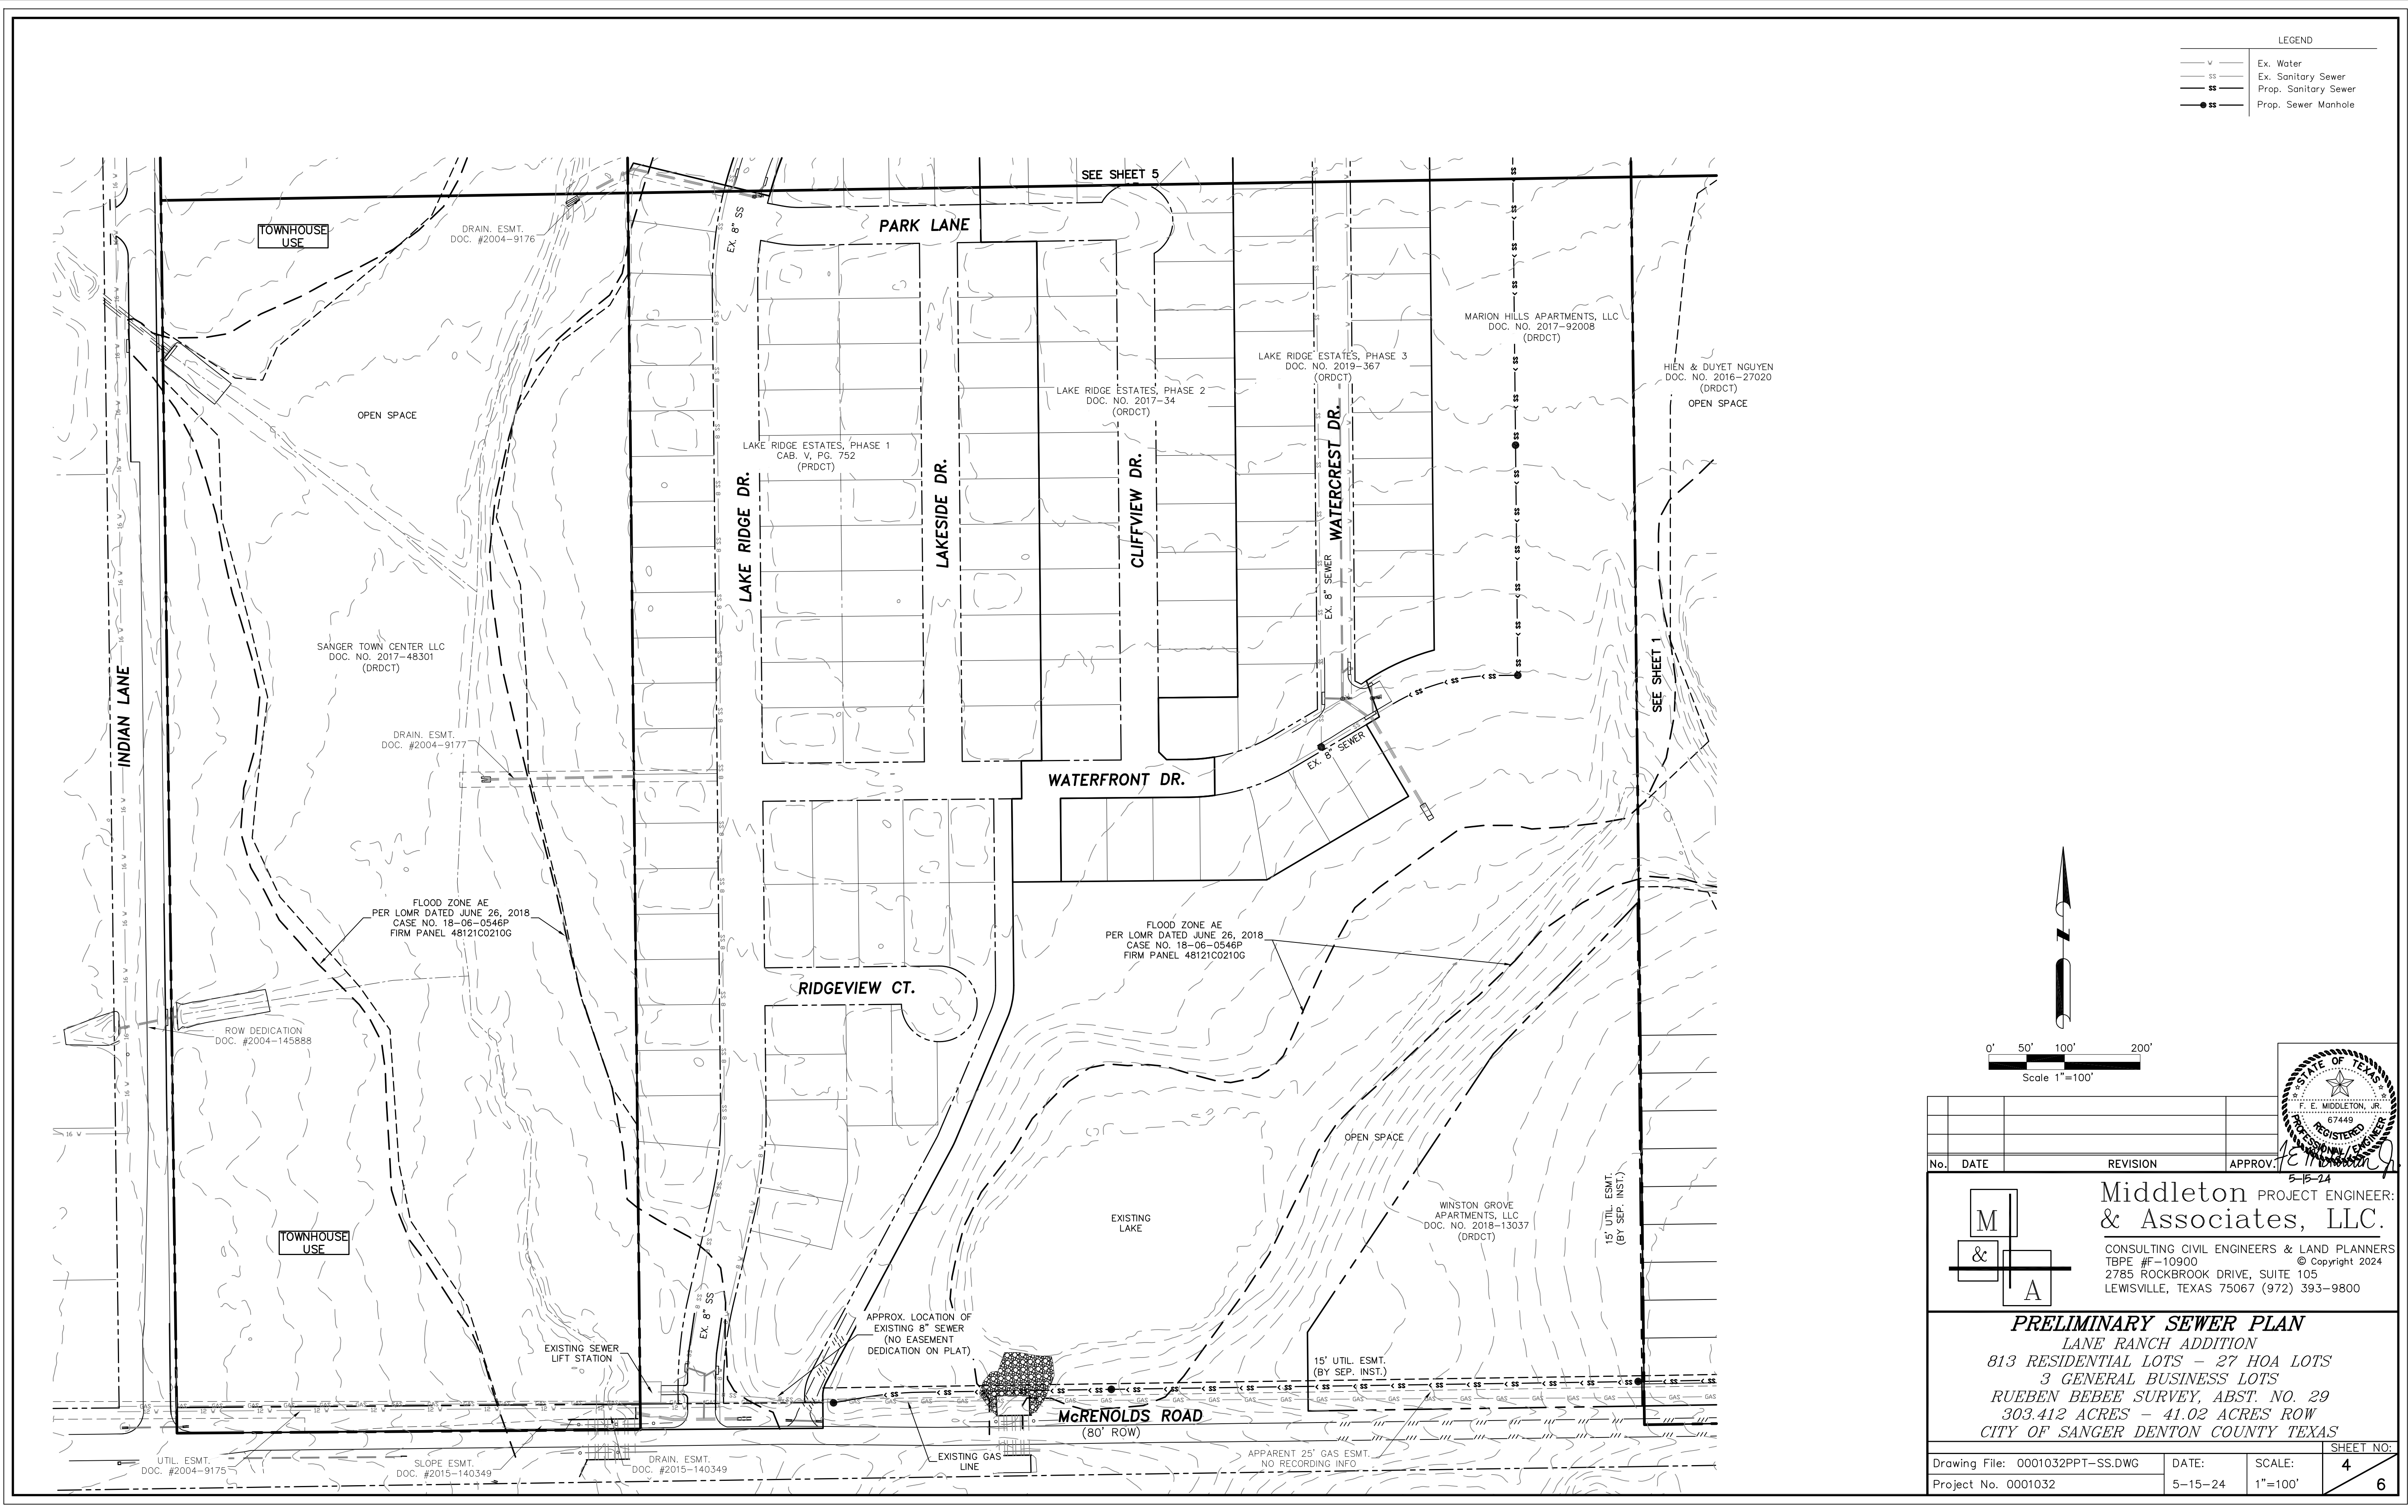 LEGEND
W
Ex. Water
SS
Ex. Sanitary Sewer
SS
Prop. Sanitary Sewer
SS
Prop. Sewer Manhole
SEE SHEET 5
TOWNHOUSE
USE
DRAIN. ESMT.
DOC. #2004-9176
EX. 8" SS
PARK LANE
OPEN SPACE
MARION HILLS APARTMENTS, LLC
DOC. NO. 2017-92008
(DRDCT)
LAKE RIDGE ESTATES, PHASE 3
DOC. NO. 2019-367
(ORDCT)
HIEN & DUYET NGUYEN
DOC. NO. 2016-27020
(DRDCT)
OPEN SPACE
LAKE RIDGE ESTATES, PHASE 2
DOC. NO. 2017-34
(ORDCT)
LAKE RIDGE ESTATES, PHASE 1
CAB. V, PG. 752
(PRDCT)
LAKE RIDGE DR.
LAKESIDE DR.
CLIFFVIEW DR.
WATERCREST DR.
EX. 8" SEWER
INDIAN LANE
SANGER TOWN CENTER LLC
DOC. NO. 2017-48301
(DRDCT)
SEE SHEET 1
DRAIN. ESMT.
DOC. #2004-9177
EX. 8" SEWER
WATERFRONT DR.
FLOOD ZONE AE
PER LOMR DATED JUNE 26, 2018
CASE NO. 18-06-0546P
FIRM PANEL 48121C0210G
FLOOD ZONE AE
PER LOMR DATED JUNE 26, 2018
CASE NO. 18-06-0546P
FIRM PANEL 48121C0210G
RIDGEVIEW CT.
ROW DEDICATION
DOC. #2004-145888
OPEN SPACE
15' UTIL. ESMT.
(BY SEP. INST.)
WINSTON GROVE
APARTMENTS, LLC
DOC. NO. 2018-13037
(DRDCT)
EXISTING
LAKE
TOWNHOUSE
USE
EX. 8" SS
APPROX. LOCATION OF
EXISTING 8" SEWER
(NO EASEMENT
DEDICATION ON PLAT)
EXISTING SEWER
LIFT STATION
15' UTIL. ESMT.
(BY SEP. INST.)
McRENOLDS ROAD
(80' ROW)
UTIL. ESMT.
DOC. #2004-9175
SLOPE ESMT.
DOC. #2015-140349
DRAIN. ESMT.
DOC. #2015-140349
EXISTING GAS
LINE
APPARENT 25' GAS ESMT.
NO RECORDING INFO
N
0' 50' 100' 200'
Scale 1"=100'
STATE OF TEXAS
F. E. MIDDLETON, JR.
67449
REGISTERED
PROFESSIONAL ENGINEER
5-15-24
No. DATE REVISION APPROV.
M
&
A
Middleton PROJECT ENGINEER:
& Associates, LLC.
CONSULTING CIVIL ENGINEERS & LAND PLANNERS
TBPE #F-10900 © Copyright 2024
2785 ROCKBROOK DRIVE, SUITE 105
LEWISVILLE, TEXAS 75067 (972) 393-9800
PRELIMINARY SEWER PLAN
LANE RANCH ADDITION
813 RESIDENTIAL LOTS - 27 HOA LOTS
3 GENERAL BUSINESS LOTS
RUEBEN BEBEE SURVEY, ABST. NO. 29
303.412 ACRES - 41.02 ACRES ROW
CITY OF SANGER DENTON COUNTY TEXAS
SHEET NO:
Drawing File: 0001032PPT-SS.DWG DATE: SCALE: 4
Project No. 0001032 5-15-24 1"=100' 6